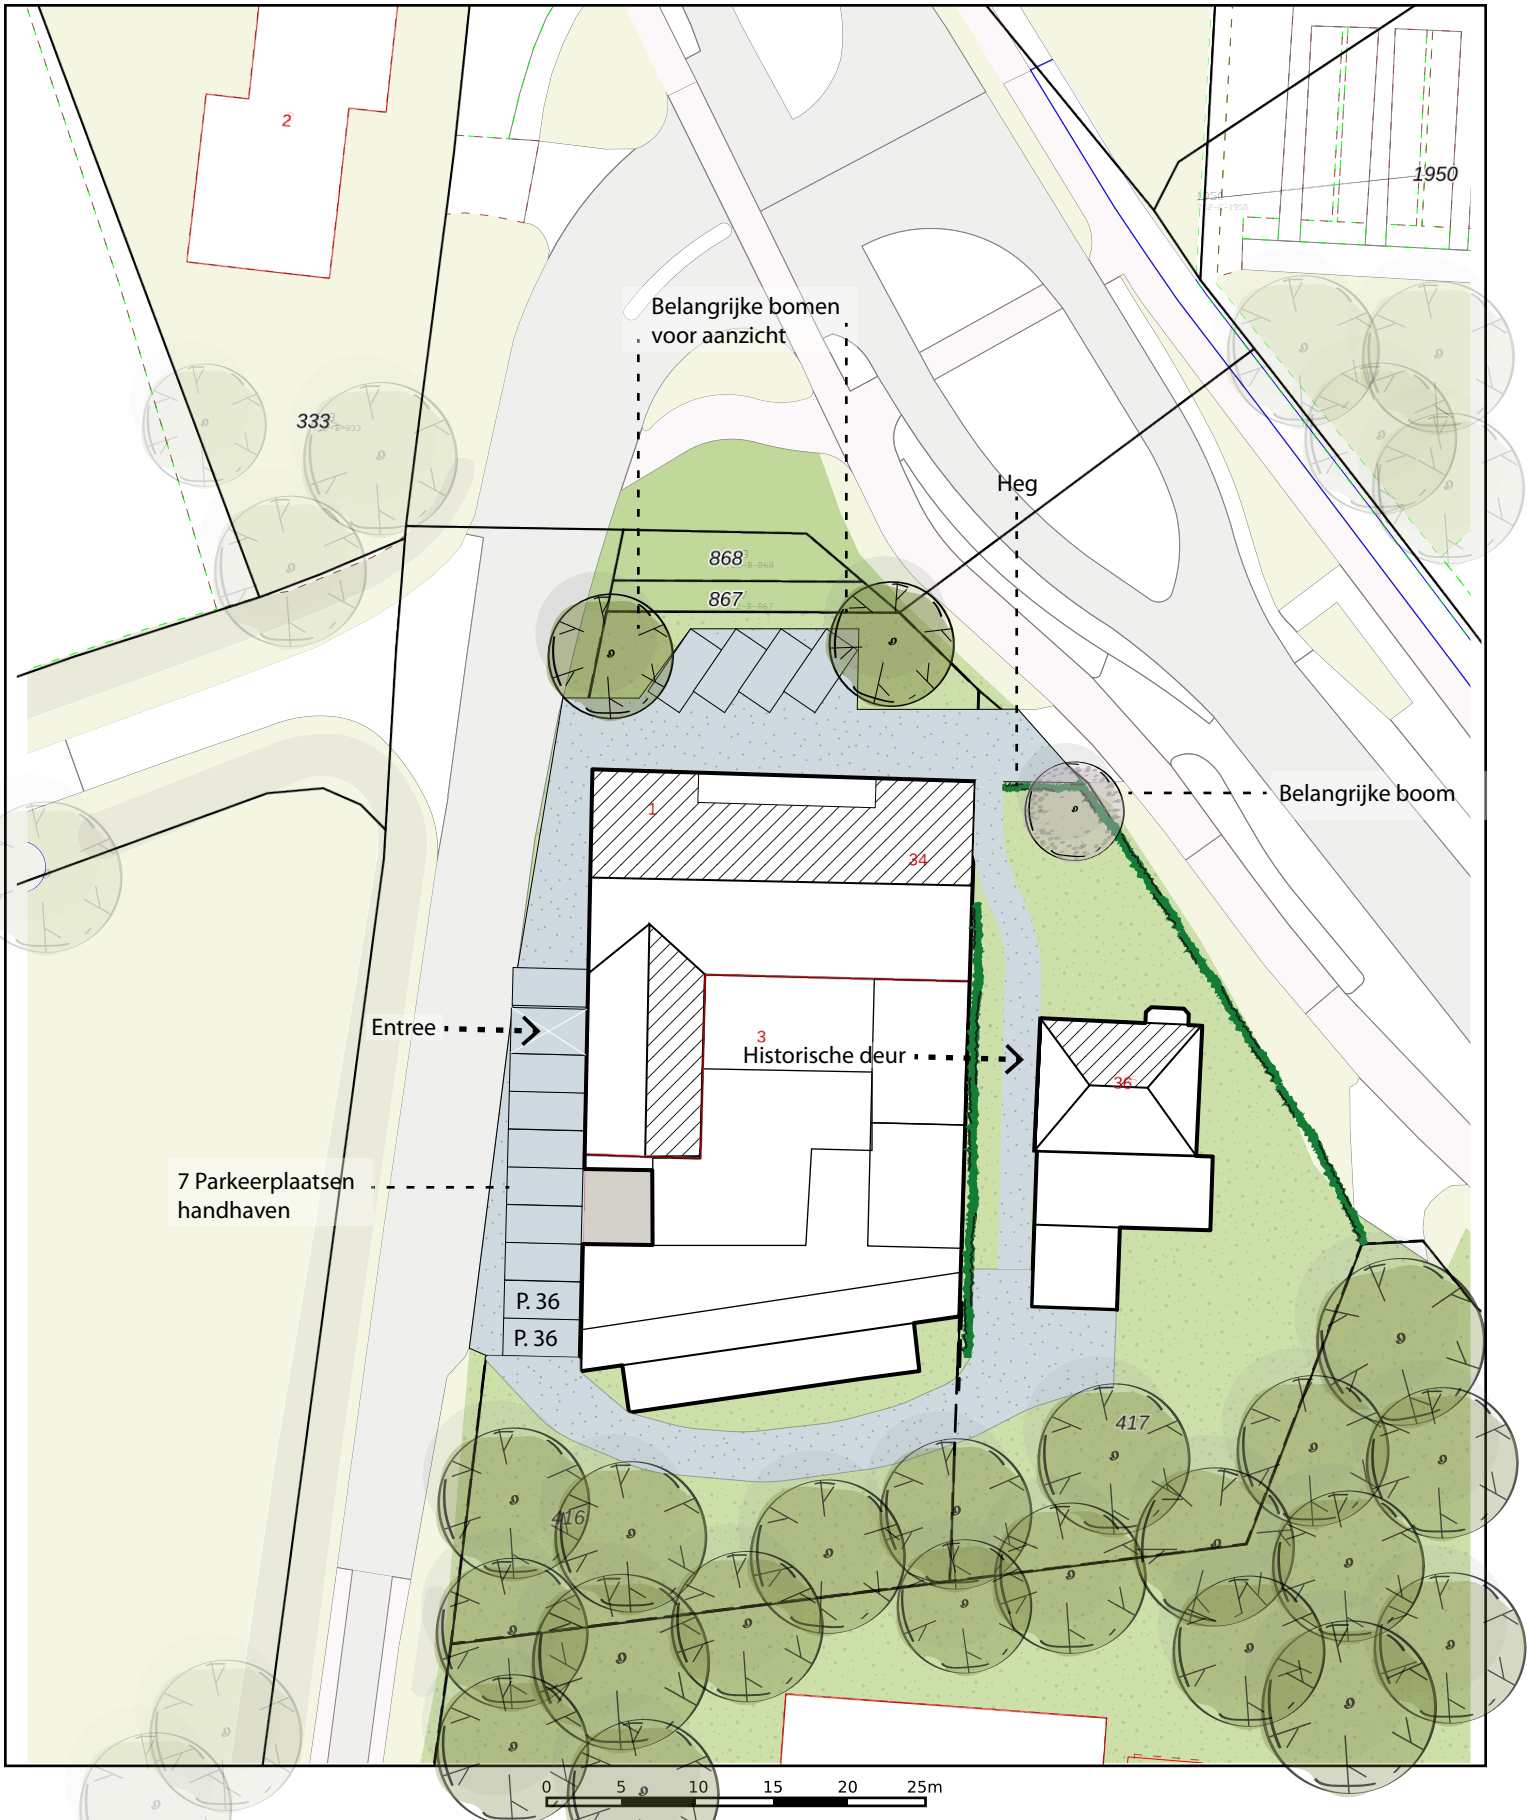 2
1950
Belangrijke bomen
voor aanzicht
333
Heg
868
867
Belangrijke boom
1
34
Entree
3
Historische deur
36
7 Parkeerplaatsen
handhaven
P. 36
P. 36
417
416
0 5 10 15 20 25m